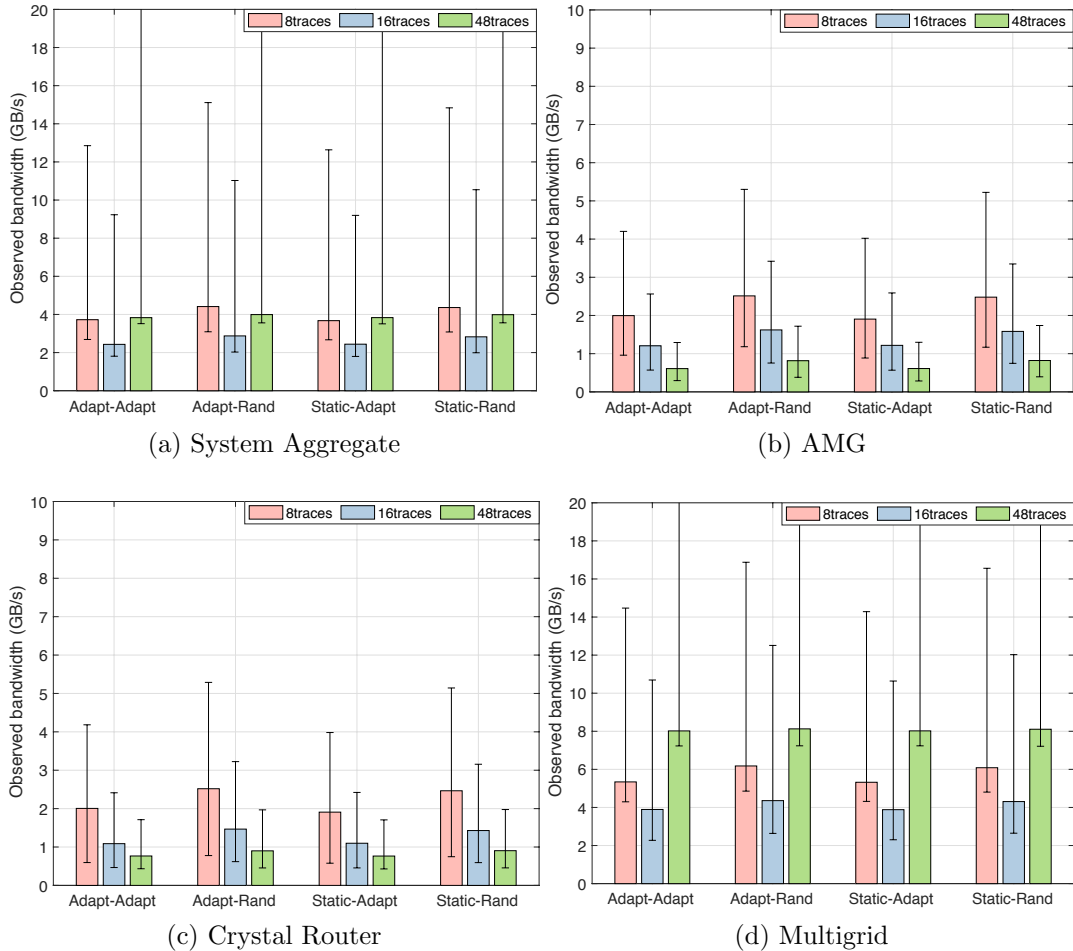 8traces 16traces 48traces
Observed bandwidth (GB/s)
20
18
16
14
12
10
8
6
4
2
0
Adapt-Adapt Adapt-Rand Static-Adapt Static-Rand
(a) System Aggregate
8traces 16traces 48traces
Observed bandwidth (GB/s)
10
9
8
7
6
5
4
3
2
1
0
Adapt-Adapt Adapt-Rand Static-Adapt Static-Rand
(b) AMG
8traces 16traces 48traces
Observed bandwidth (GB/s)
10
9
8
7
6
5
4
3
2
1
0
Adapt-Adapt Adapt-Rand Static-Adapt Static-Rand
(c) Crystal Router
8traces 16traces 48traces
Observed bandwidth (GB/s)
20
18
16
14
12
10
8
6
4
2
0
Adapt-Adapt Adapt-Rand Static-Adapt Static-Rand
(d) Multigrid